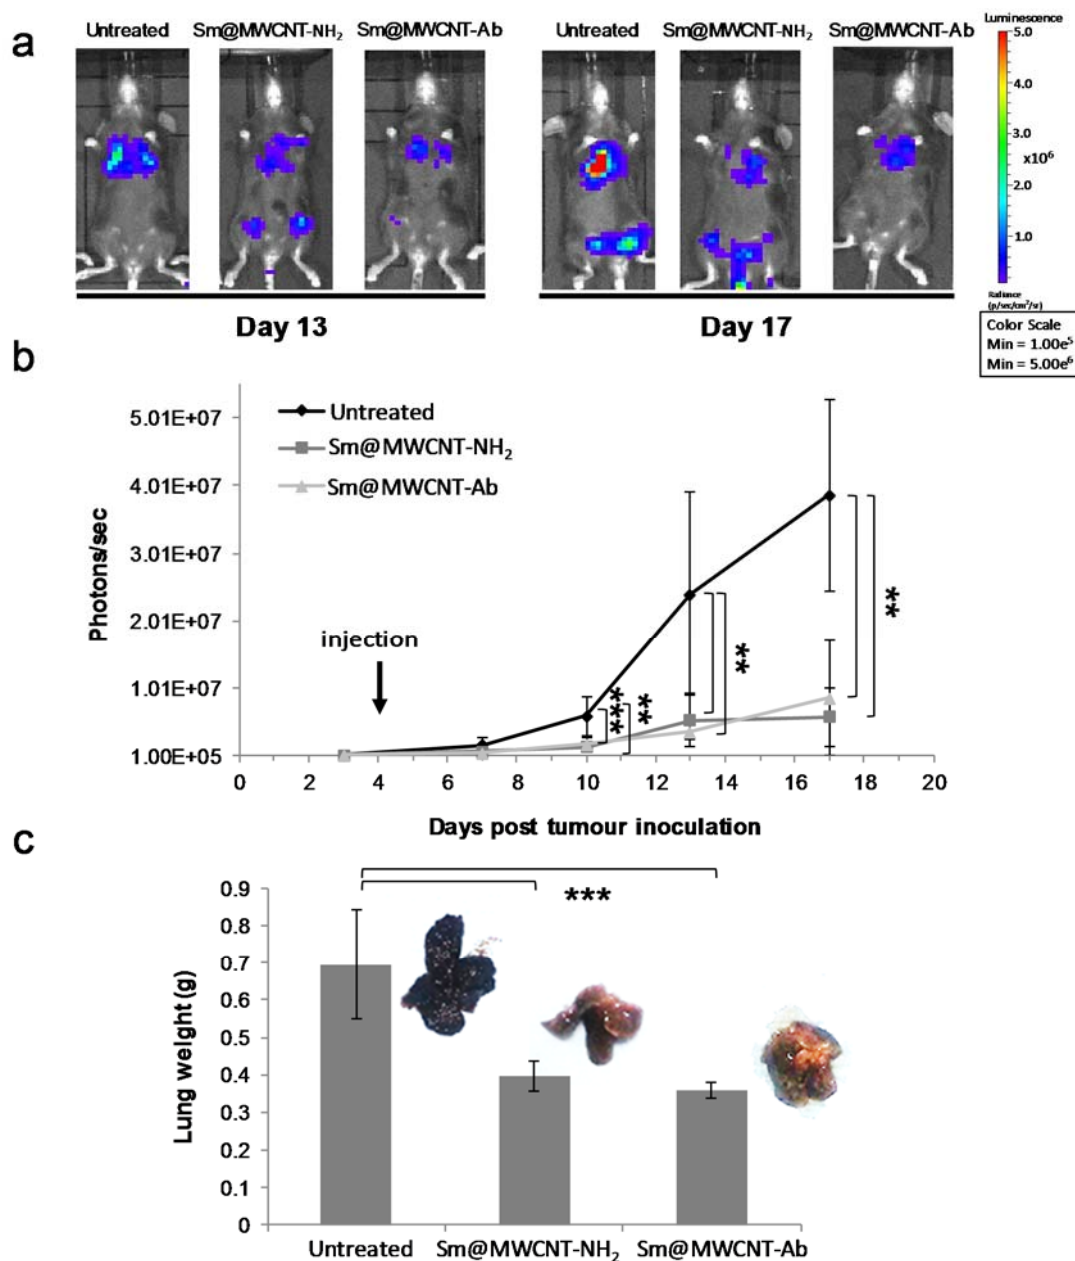 a
Untreated
Sm@MWCNT-NH₂
Sm@MWCNT-Ab
Untreated
Sm@MWCNT-NH₂
Sm@MWCNT-Ab
Luminescence
5.0
4.0
3.0
x10⁶
2.0
1.0
Radiance
(p/sec/cm²/sr)
Color Scale
Min = 1.00e⁵
Min = 5.00e⁶
Day 13
Day 17
b
5.01E+07
4.01E+07
3.01E+07
2.01E+07
1.01E+07
1.00E+05
Photons/sec
Untreated
Sm@MWCNT-NH₂
Sm@MWCNT-Ab
injection
***
**
**
**
0 2 4 6 8 10 12 14 16 18 20
Days post tumour inoculation
c
***
0.9
0.8
0.7
0.6
0.5
0.4
0.3
0.2
0.1
0
Lung weight (g)
Untreated
Sm@MWCNT-NH₂
Sm@MWCNT-Ab